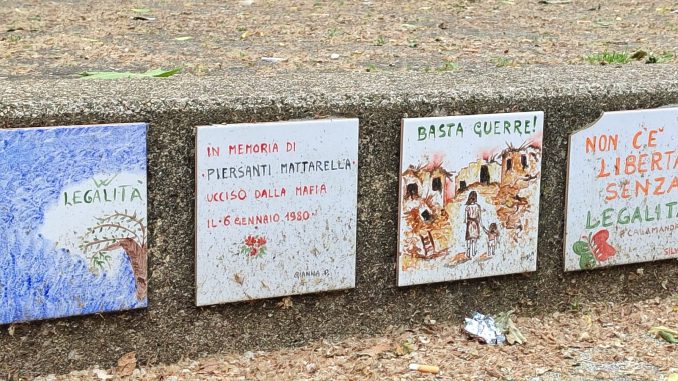 W
LEGALITÀ
IN MEMORIA DI
PIERSANTI MATTARELLA
UCCISO DALLA MAFIA
IL 6 GENNAIO 1980
GIANNA P.
BASTA GUERRE!
NON C'È
LIBERTÀ
SENZA
LEGALITÀ